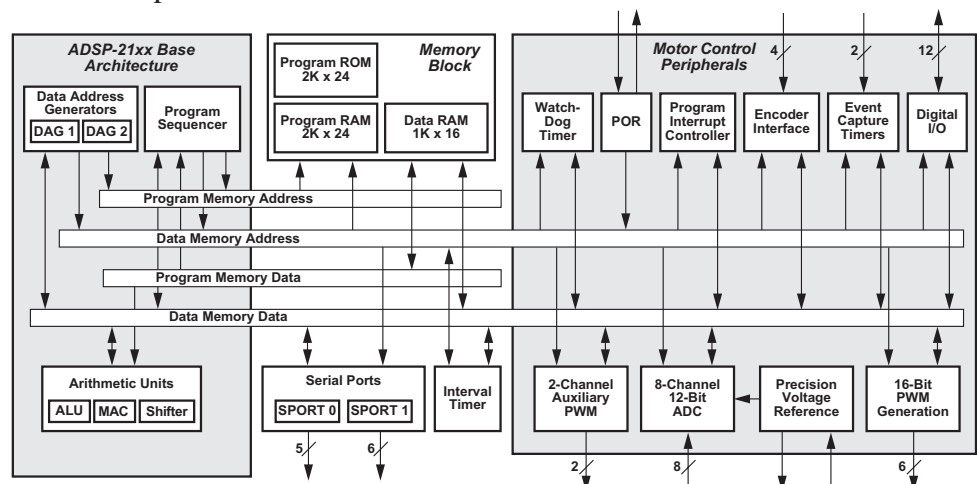 ADSP-21xx Base
Architecture
Data Address
Generators
DAG 1
DAG 2
Program
Sequencer
Memory
Block
Program ROM
2K x 24
Program RAM
2K x 24
Data RAM
1K x 16
Motor Control
Peripherals
4
2
12
Watch-
Dog
Timer
POR
Program
Interrupt
Controller
Encoder
Interface
Event
Capture
Timers
Digital
I/O
Program Memory Address
Data Memory Address
Program Memory Data
Data Memory Data
Arithmetic Units
ALU
MAC
Shifter
Serial Ports
SPORT 0
SPORT 1
Interval
Timer
2-Channel
Auxiliary
PWM
8-Channel
12-Bit
ADC
Precision
Voltage
Reference
16-Bit
PWM
Generation
5
6
2
8
6